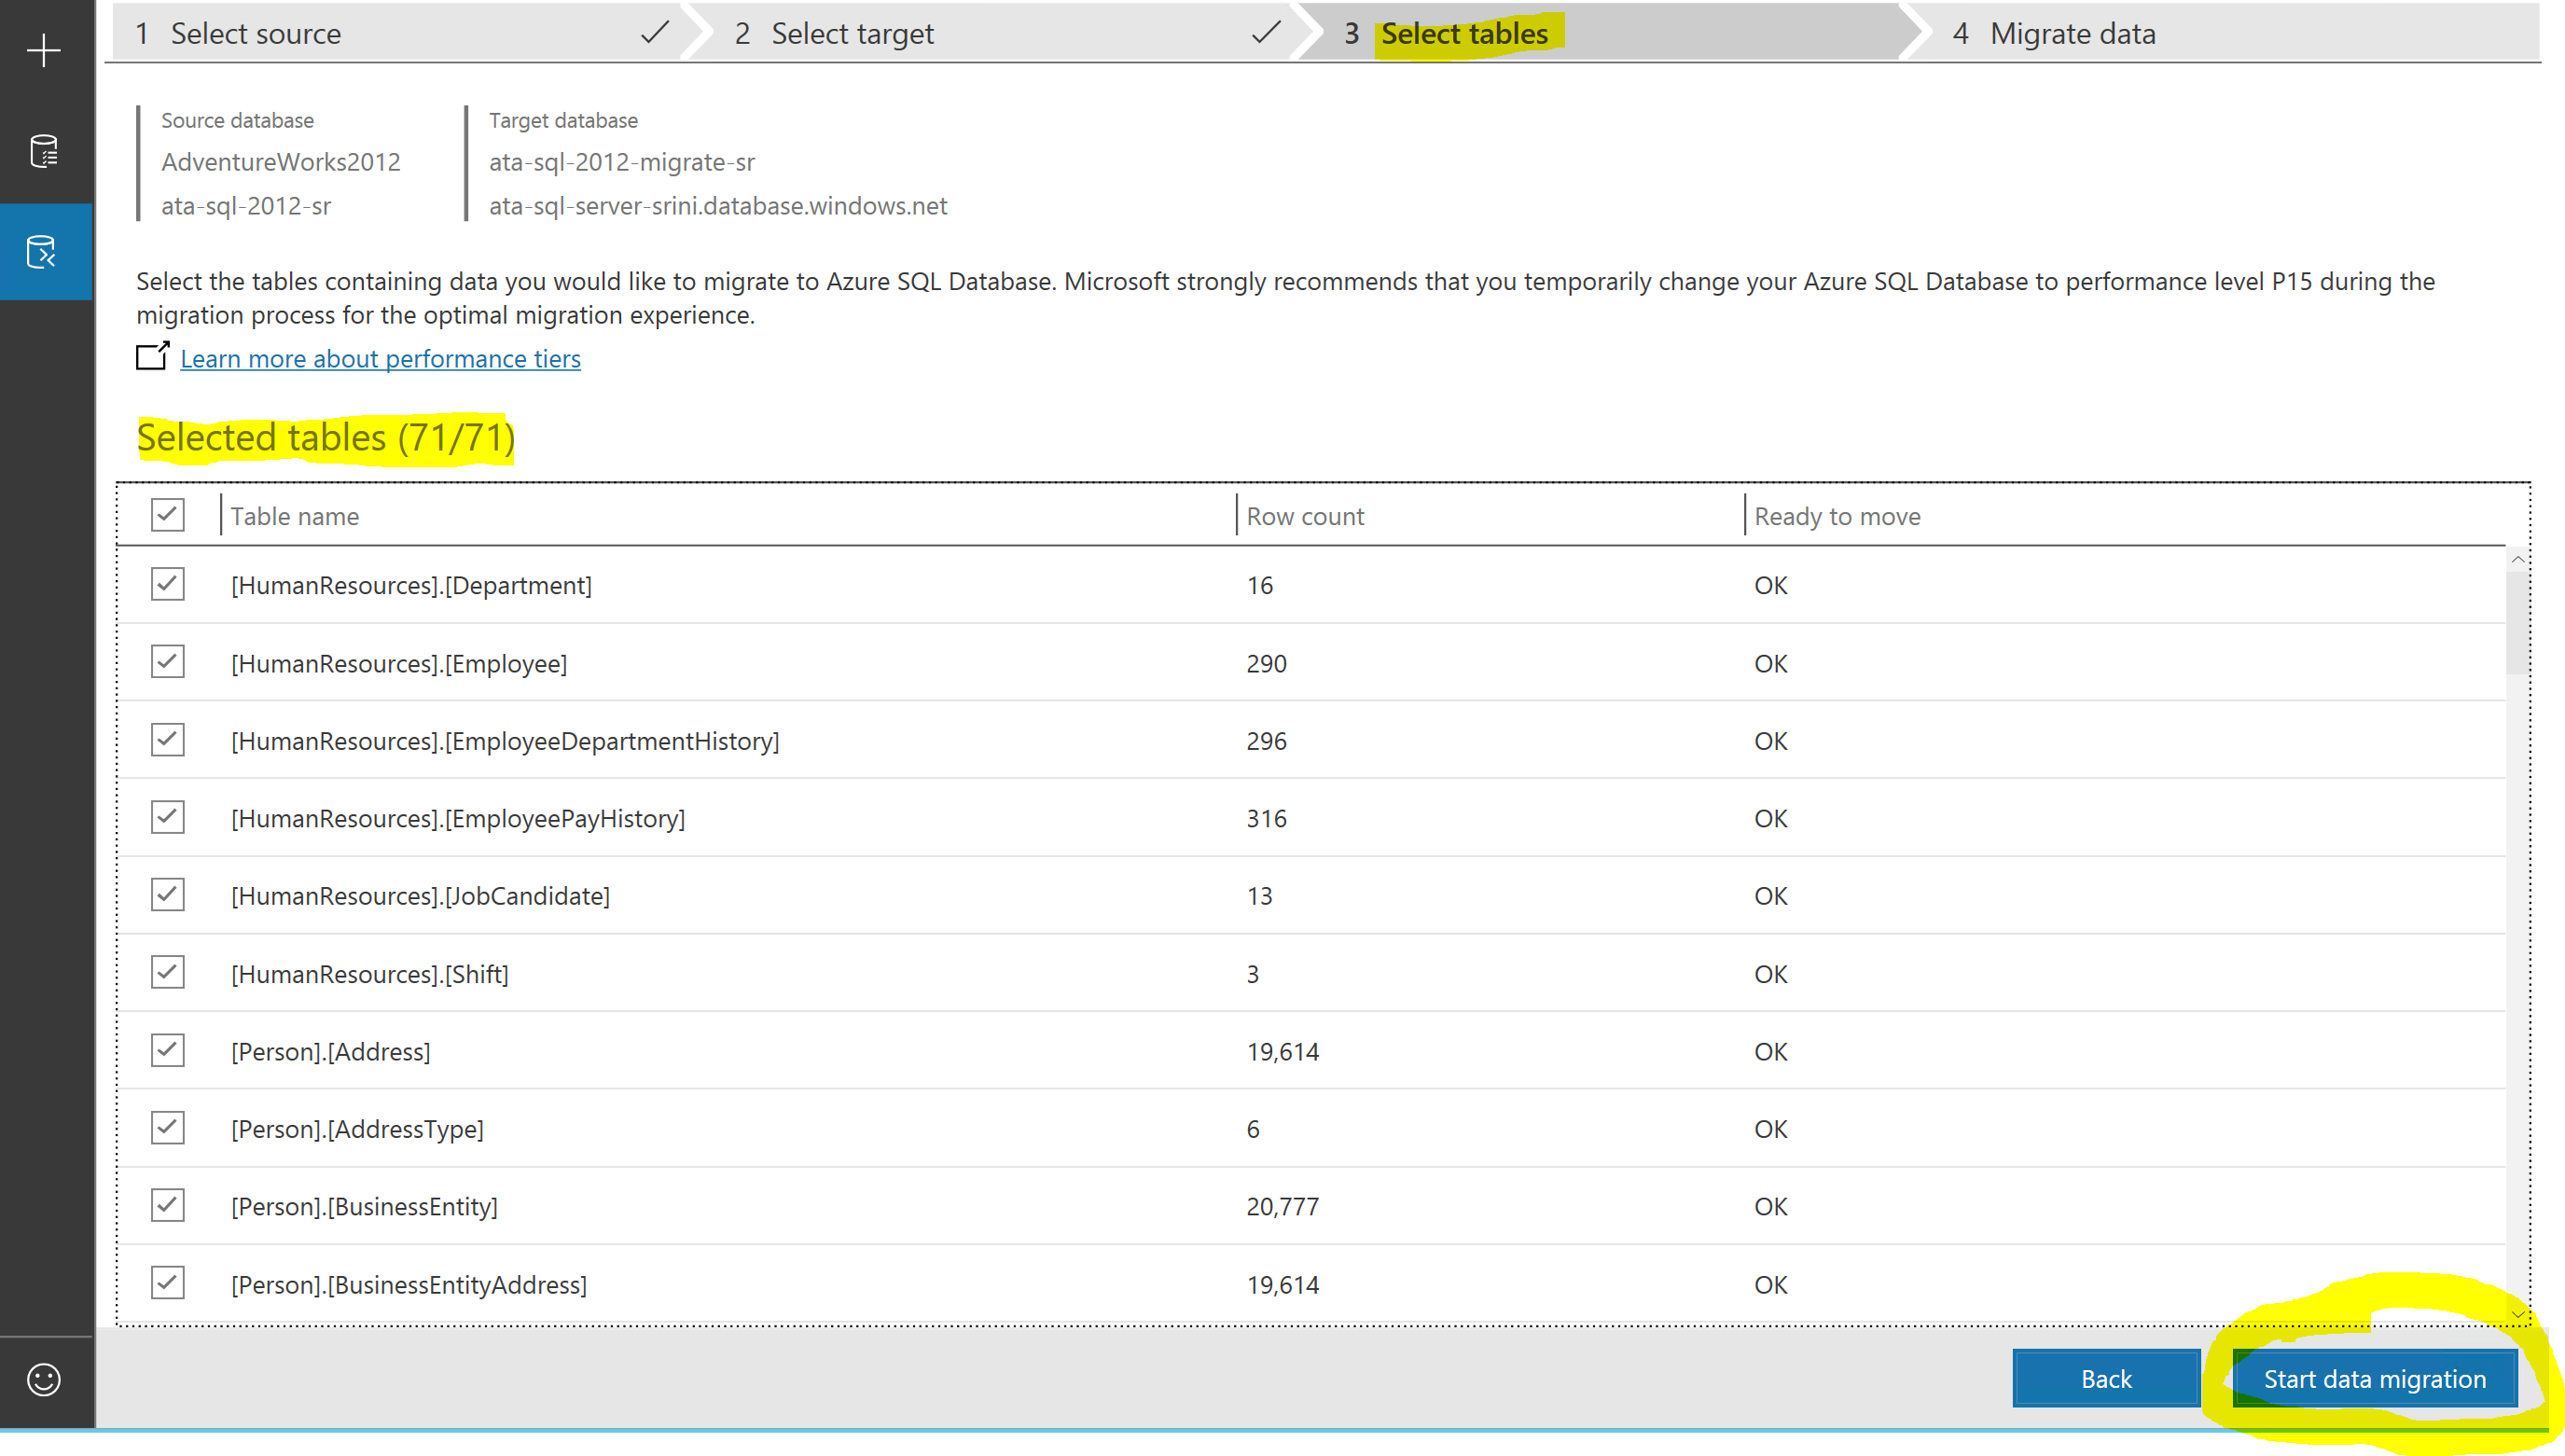 1 Select source
2 Select target
3 Select tables
4 Migrate data
Source database
AdventureWorks2012
ata-sql-2012-sr
Target database
ata-sql-2012-migrate-sr
ata-sql-server-srini.database.windows.net
Select the tables containing data you would like to migrate to Azure SQL Database. Microsoft strongly recommends that you temporarily change your Azure SQL Database to performance level P15 during the
migration process for the optimal migration experience.
Learn more about performance tiers
Selected tables (71/71)
Table name Row count Ready to move
[HumanResources].[Department] 16 OK
[HumanResources].[Employee] 290 OK
[HumanResources].[EmployeeDepartmentHistory] 296 OK
[HumanResources].[EmployeePayHistory] 316 OK
[HumanResources].[JobCandidate] 13 OK
[HumanResources].[Shift] 3 OK
[Person].[Address] 19,614 OK
[Person].[AddressType] 6 OK
[Person].[BusinessEntity] 20,777 OK
[Person].[BusinessEntityAddress] 19,614 OK
Back
Start data migration